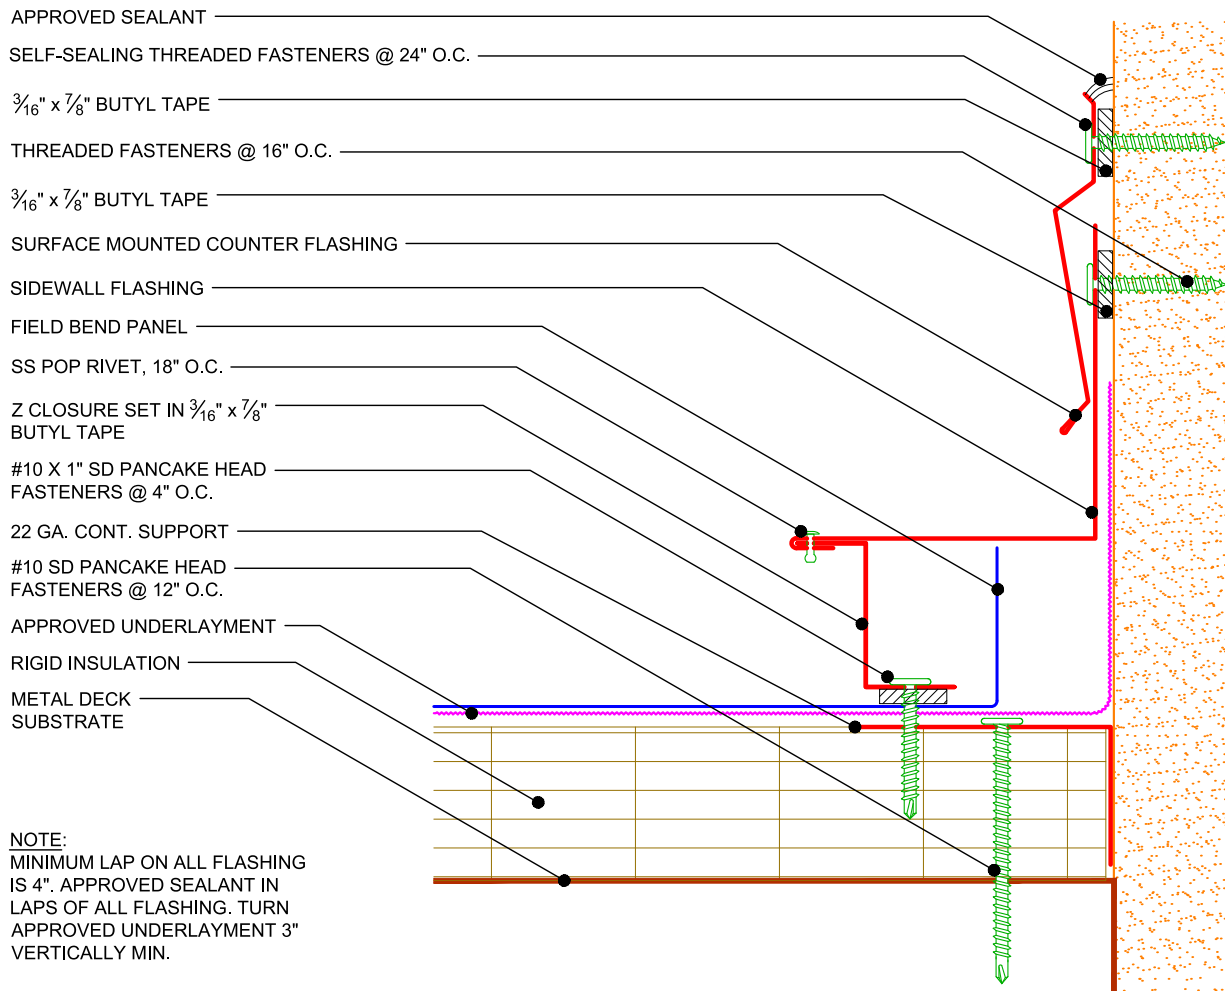 APPROVED SEALANT
SELF-SEALING THREADED FASTENERS @ 24" O.C.
3/16" x 7/8" BUTYL TAPE
THREADED FASTENERS @ 16" O.C.
3/16" x 7/8" BUTYL TAPE
SURFACE MOUNTED COUNTER FLASHING
SIDEWALL FLASHING
FIELD BEND PANEL
SS POP RIVET, 18" O.C.
Z CLOSURE SET IN 3/16" x 7/8"
BUTYL TAPE
#10 X 1" SD PANCAKE HEAD
FASTENERS @ 4" O.C.
22 GA. CONT. SUPPORT
#10 SD PANCAKE HEAD
FASTENERS @ 12" O.C.
APPROVED UNDERLAYMENT
RIGID INSULATION
METAL DECK
SUBSTRATE
NOTE:
MINIMUM LAP ON ALL FLASHING
IS 4". APPROVED SEALANT IN
LAPS OF ALL FLASHING. TURN
APPROVED UNDERLAYMENT 3"
VERTICALLY MIN.